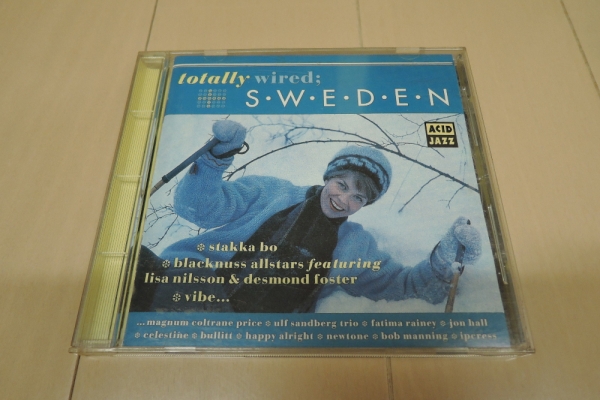 totally wired;
S·W·E·D·E·N
ACID
JAZZ
❄ stakka bo
❄ blacknuss allstars featuring
lisa nilsson & desmond foster
❄ vibe...
...magnum coltrane price ❄ ulf sandberg trio ❄ fatima rainey ❄ jon hall
❄ celestine ❄ bullitt ❄ happy alright ❄ newtone ❄ bob manning ❄ ipcress